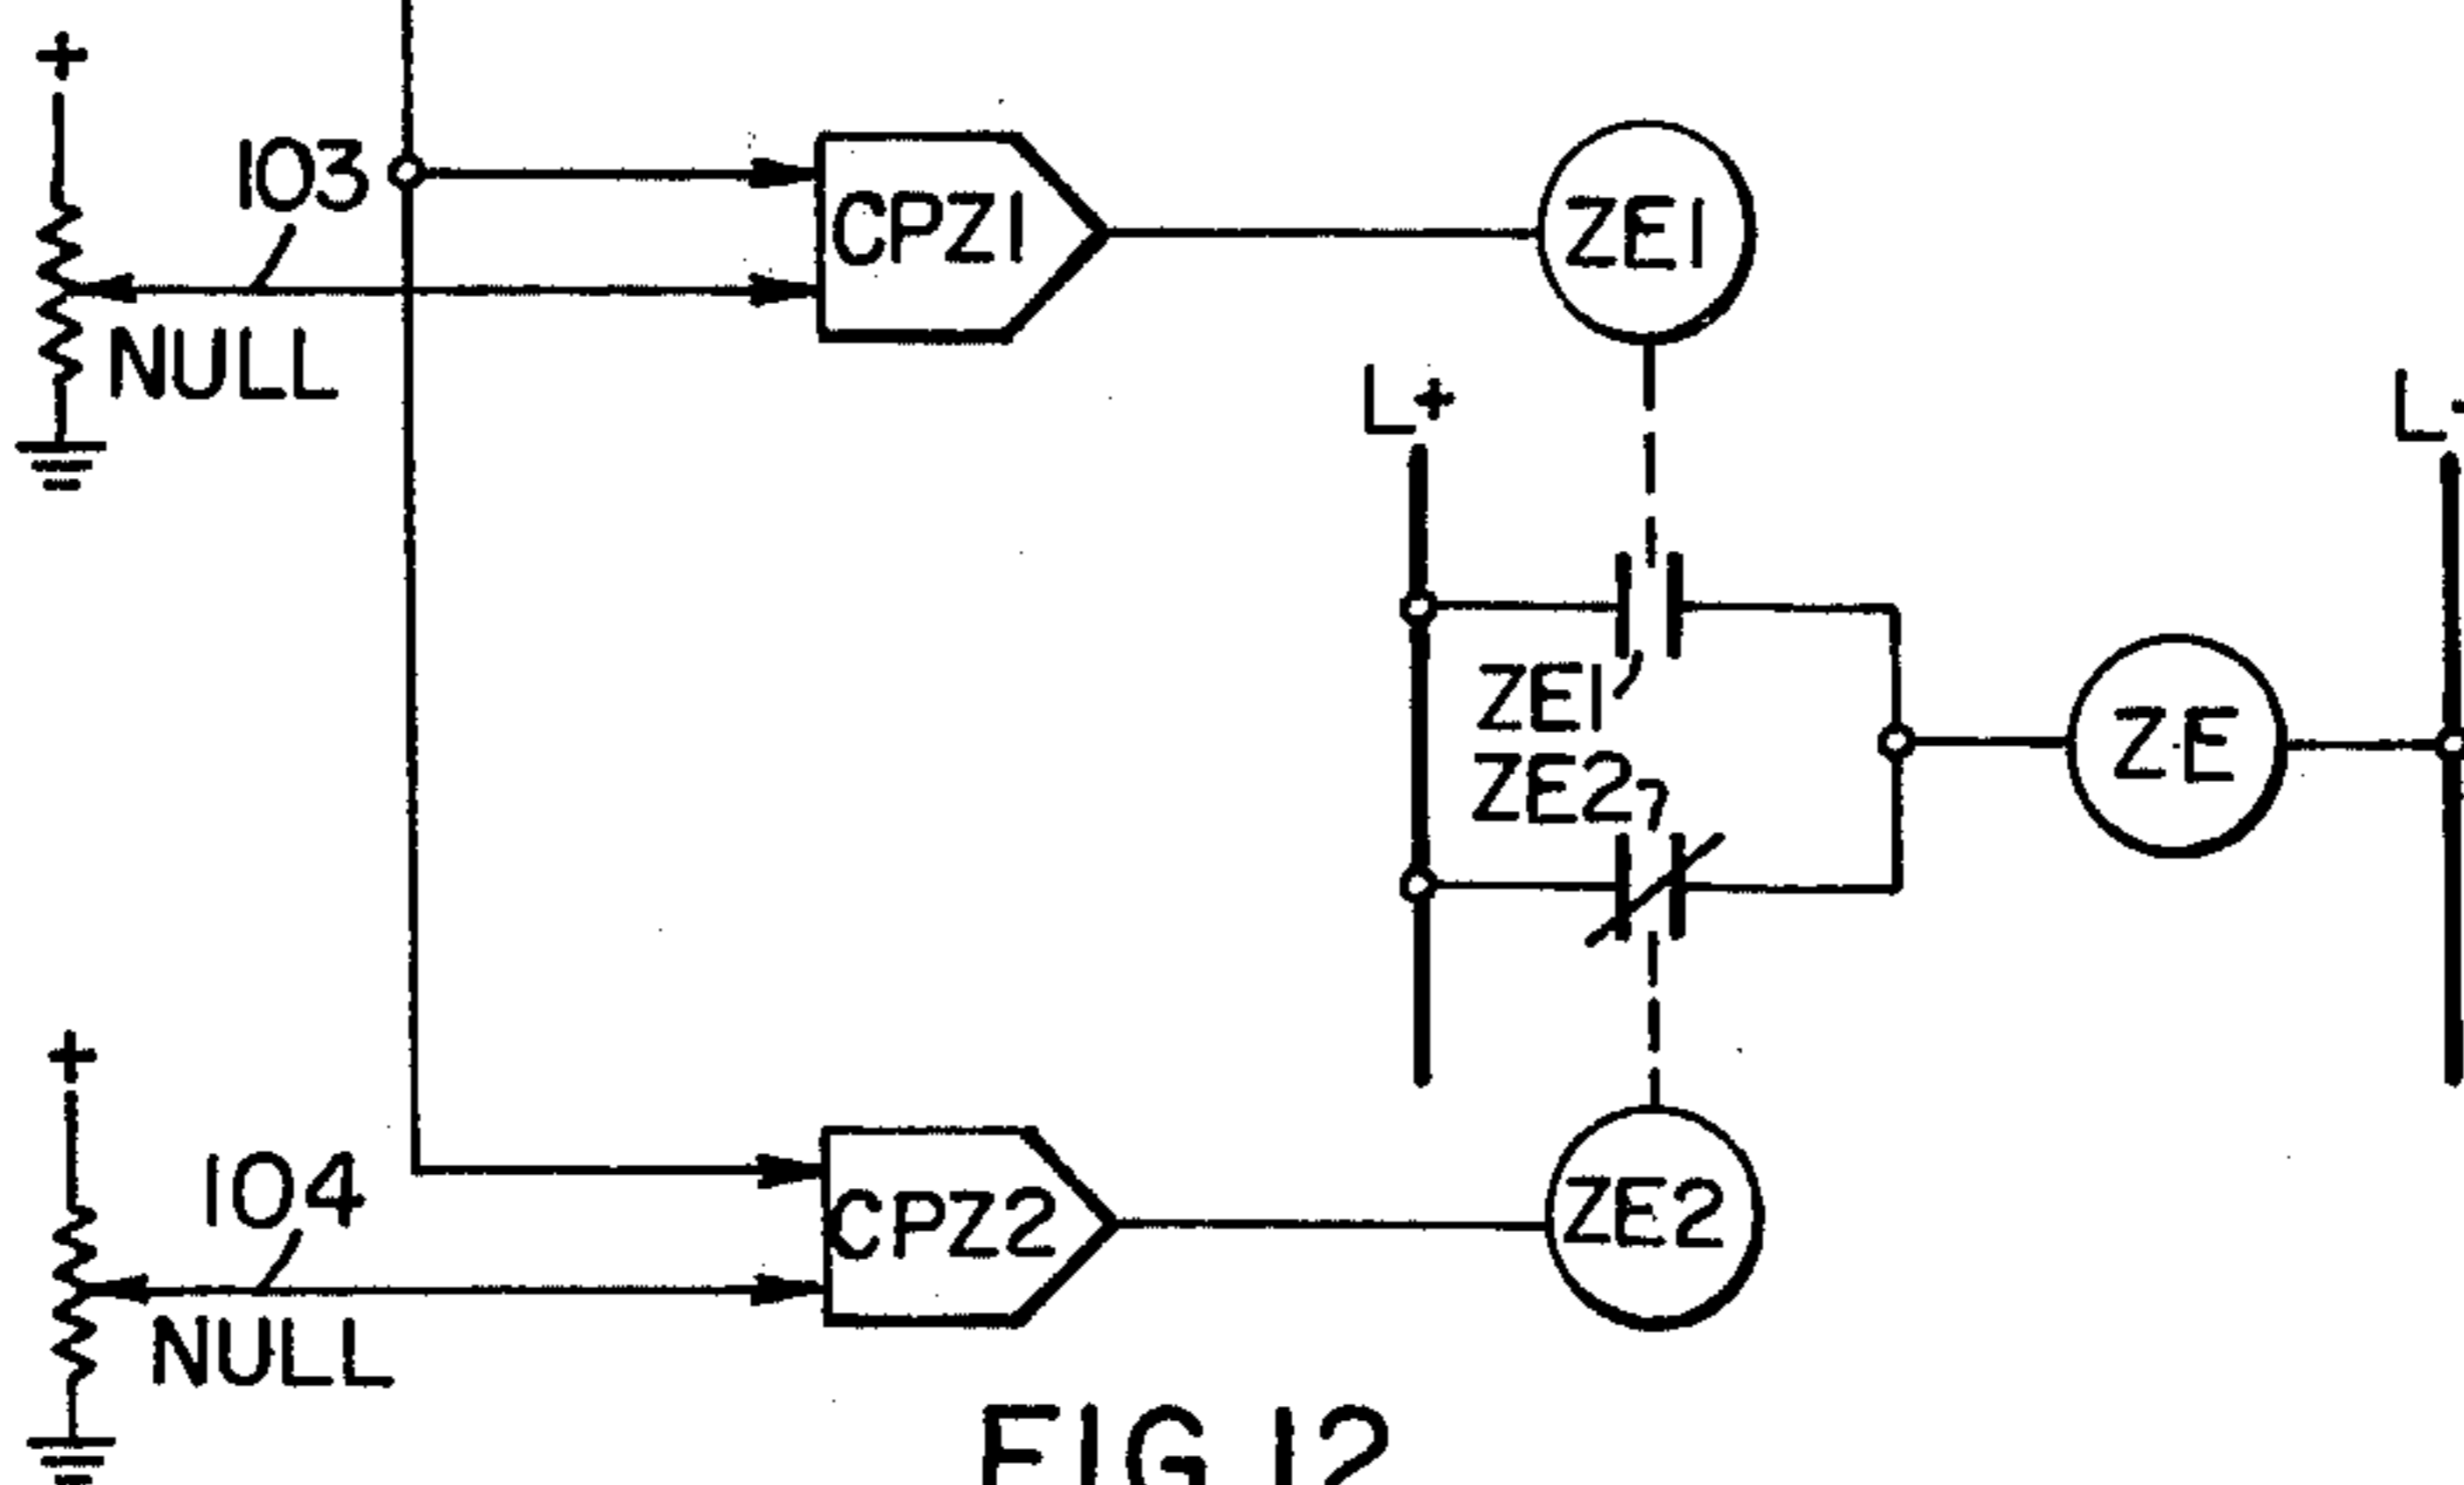 +
103
CPZ1
ZE1
NULL
L+
L-
ZE1
ZE
ZE2
+
104
CPZ2
ZE2
NULL
FIG 12